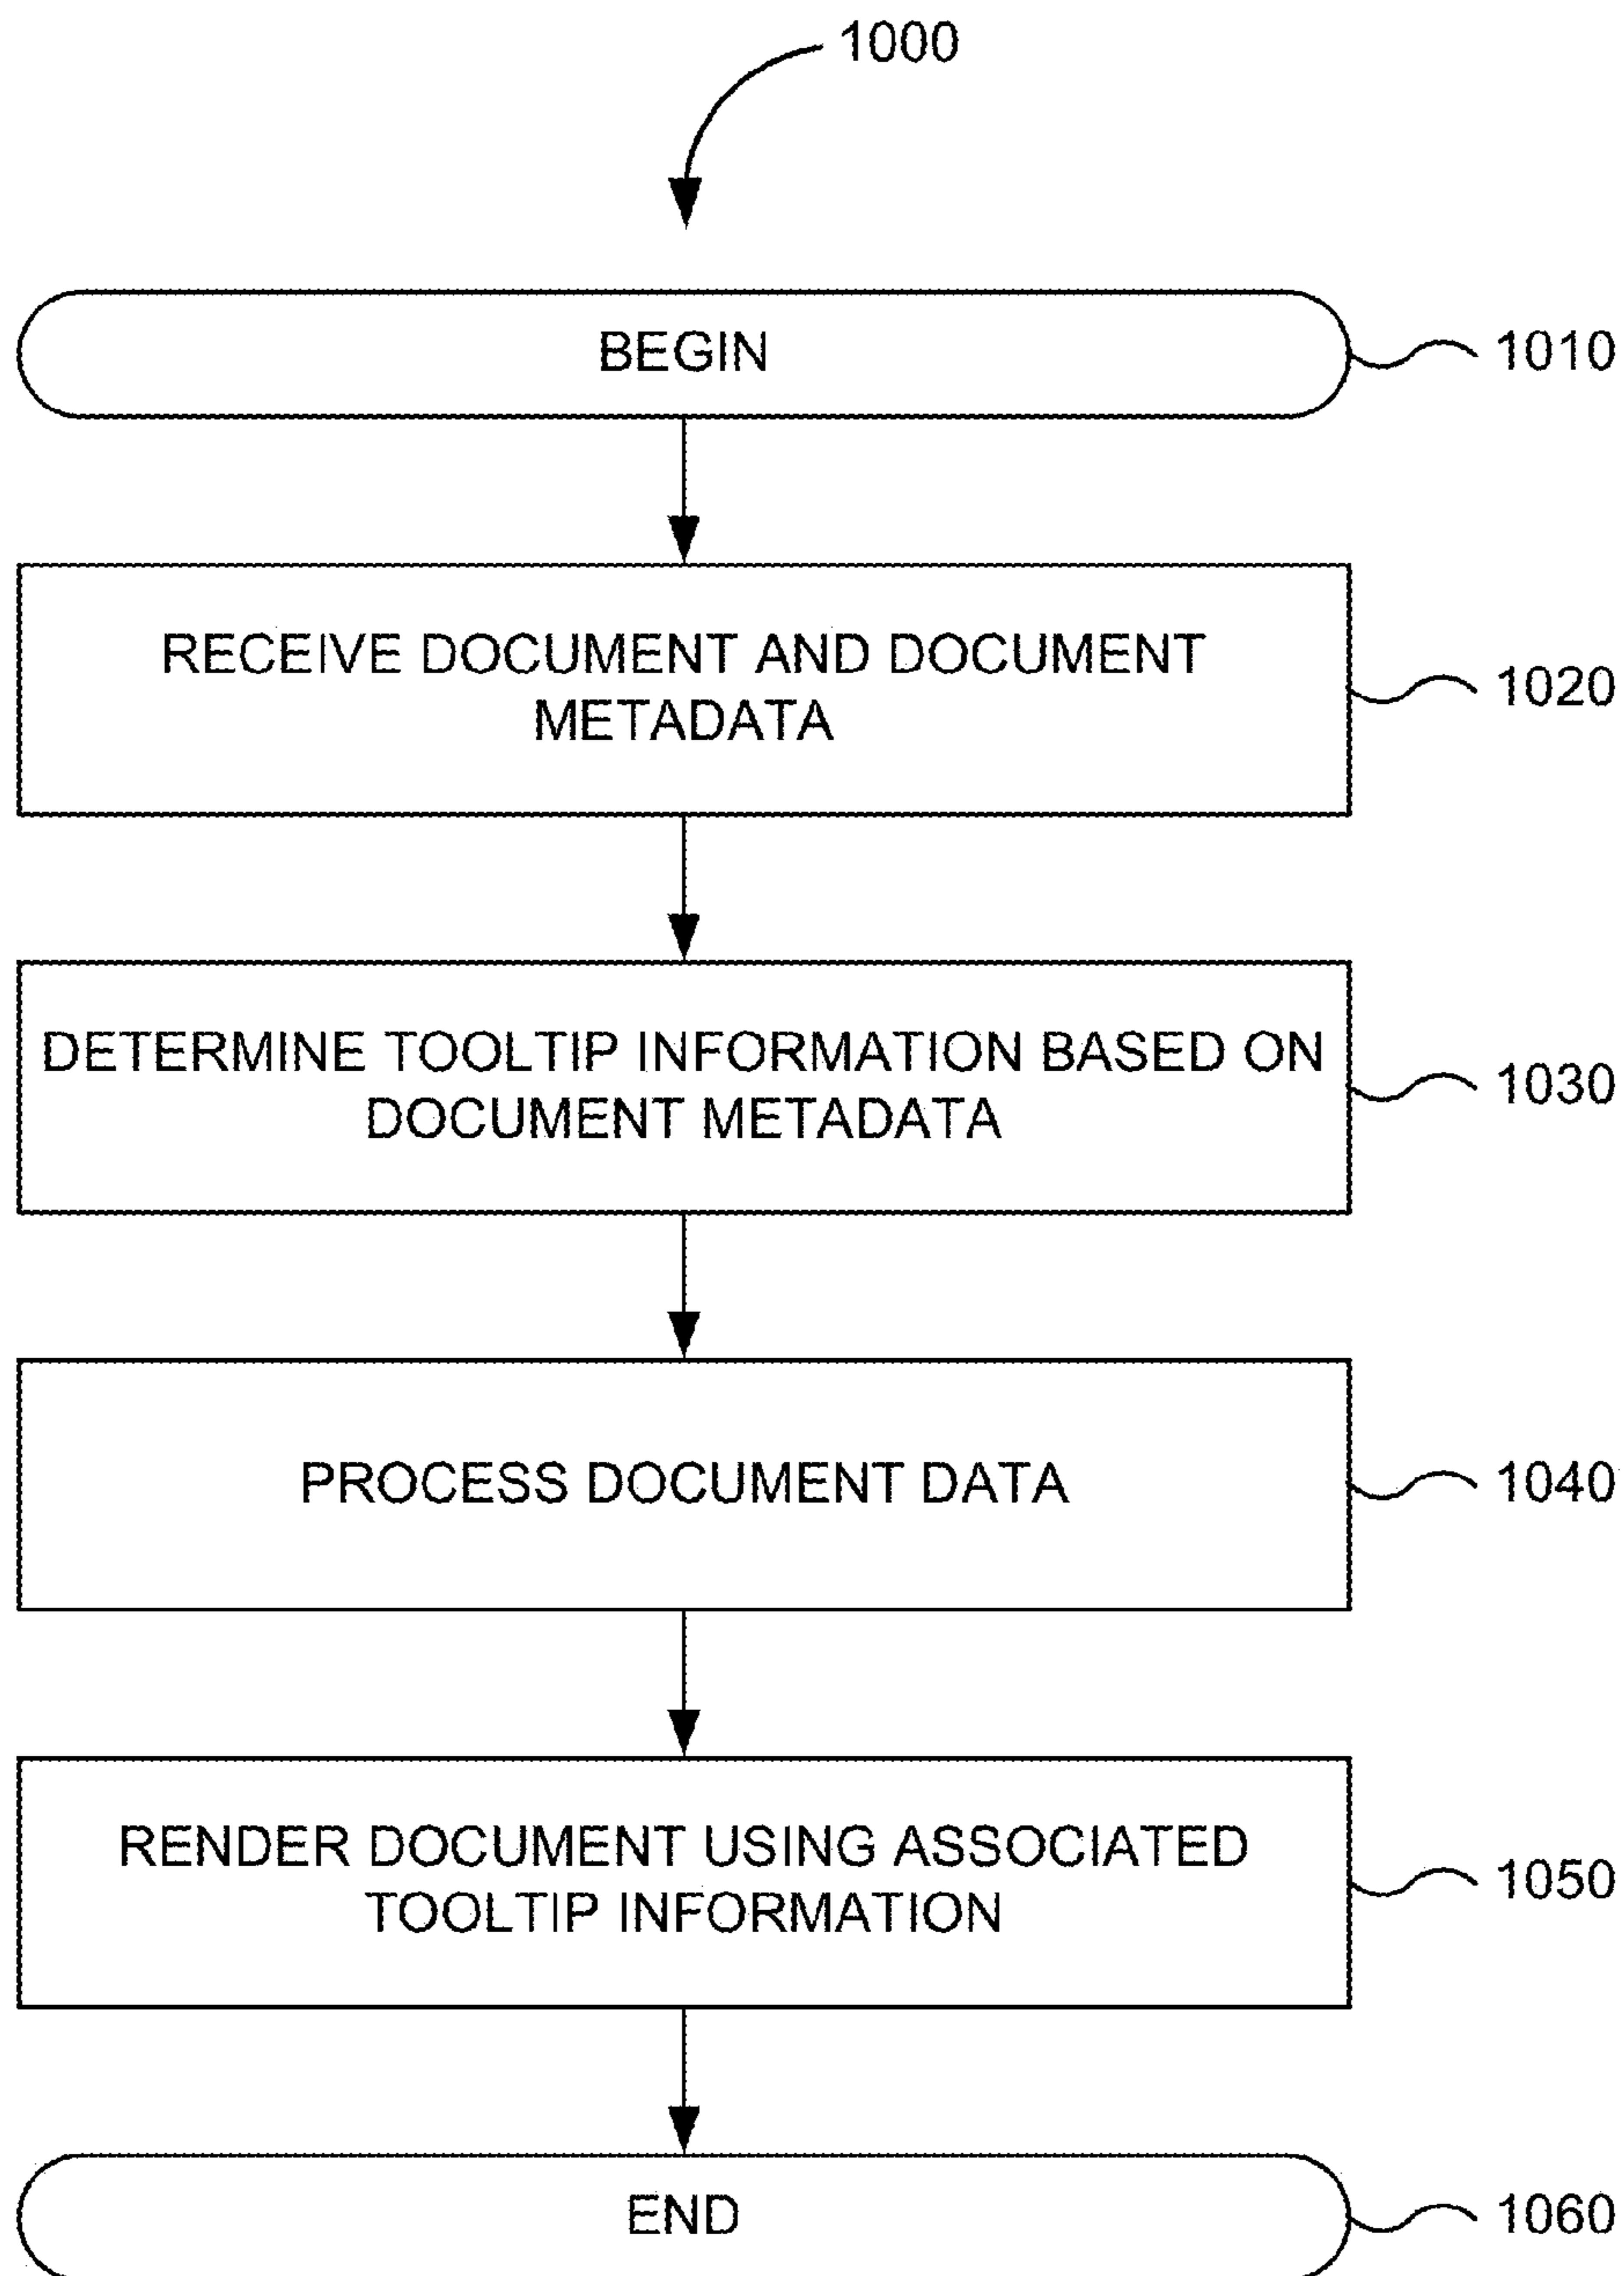 1000
BEGIN
1010
RECEIVE DOCUMENT AND DOCUMENT
METADATA
1020
DETERMINE TOOLTIP INFORMATION BASED ON
DOCUMENT METADATA
1030
PROCESS DOCUMENT DATA
1040
RENDER DOCUMENT USING ASSOCIATED
TOOLTIP INFORMATION
1050
END
1060